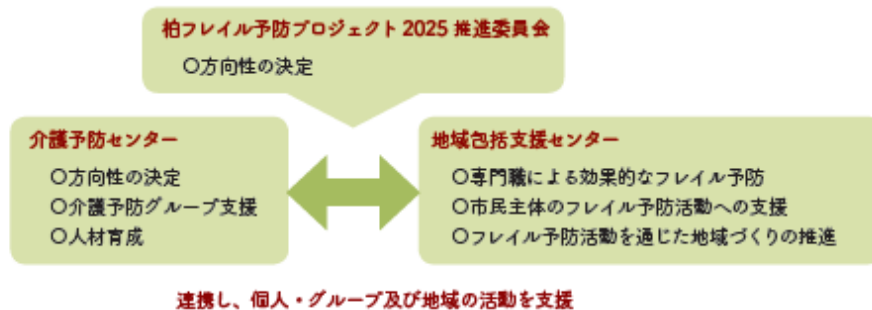 柏フレイル予防プロジェクト2025推進委員会
○方向性の決定
介護予防センター
○方向性の決定
○介護予防グループ支援
○人材育成
地域包括支援センター
○専門職による効果的なフレイル予防
○市民主体のフレイル予防活動への支援
○フレイル予防活動を通じた地域づくりの推進
連携し、個人・グループ及び地域の活動を支援